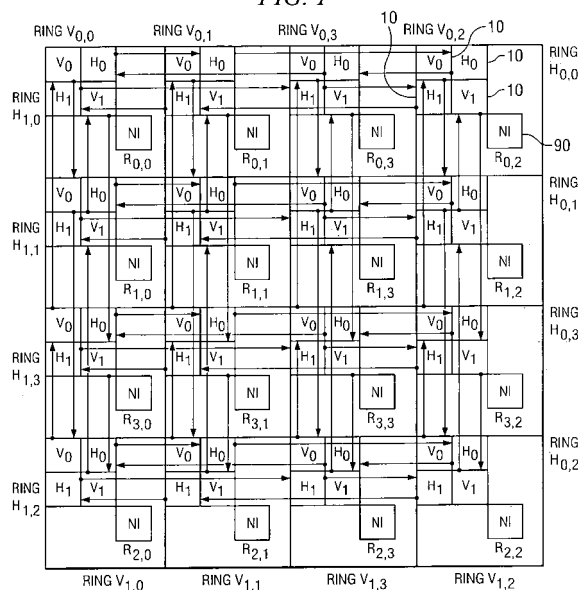 FIG. 1
RING V0,0 RING V0,1 RING V0,3 10 RING V0,2 10
V0 H0 V0 H0 V0 H0 V0 H0 10 RING H0,0
RING H1,0 H1 V1 H1 V1 H1 V1 10 H1 V1 10
NI NI NI NI 90
R0,0 R0,1 R0,3 R0,2
V0 H0 V0 H0 V0 H0 V0 H0 RING H0,1
RING H1,1 H1 V1 H1 V1 H1 V1 H1 V1
NI NI NI NI
R1,0 R1,1 R1,3 R1,2
V0 H0 V0 H0 V0 H0 V0 H0 RING H0,3
RING H1,3 H1 V1 H1 V1 H1 V1 H1 V1
NI NI NI NI
R3,0 R3,1 R3,3 R3,2
V0 H0 V0 H0 V0 H0 V0 H0 RING H0,2
RING H1,2 H1 V1 H1 V1 H1 V1 H1 V1
NI NI NI NI
R2,0 R2,1 R2,3 R2,2
RING V1,0 RING V1,1 RING V1,3 RING V1,2